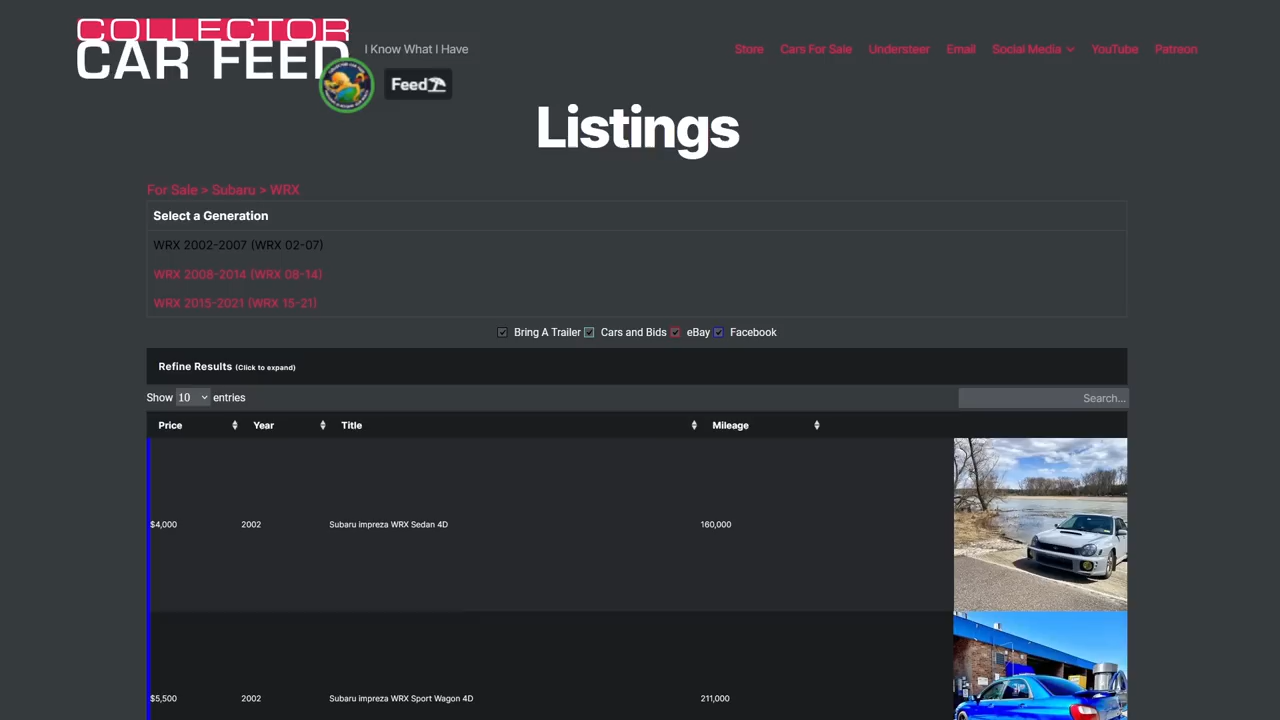 COLLECTOR
CAR FEED
I Know What I Have
Store Cars For Sale Understeer Email Social Media YouTube Patreon
Feed
Listings
For Sale > Subaru > WRX
Select a Generation
WRX 2002-2007 (WRX 02-07)
WRX 2008-2014 (WRX 08-14)
WRX 2015-2021 (WRX 15-21)
Bring A Trailer Cars and Bids eBay Facebook
Refine Results (Click to expand)
Show 10 entries Search...
Price Year Title Mileage
$4,000 2002 Subaru impreza WRX Sedan 4D 160,000
$5,500 2002 Subaru impreza WRX Sport Wagon 4D 211,000